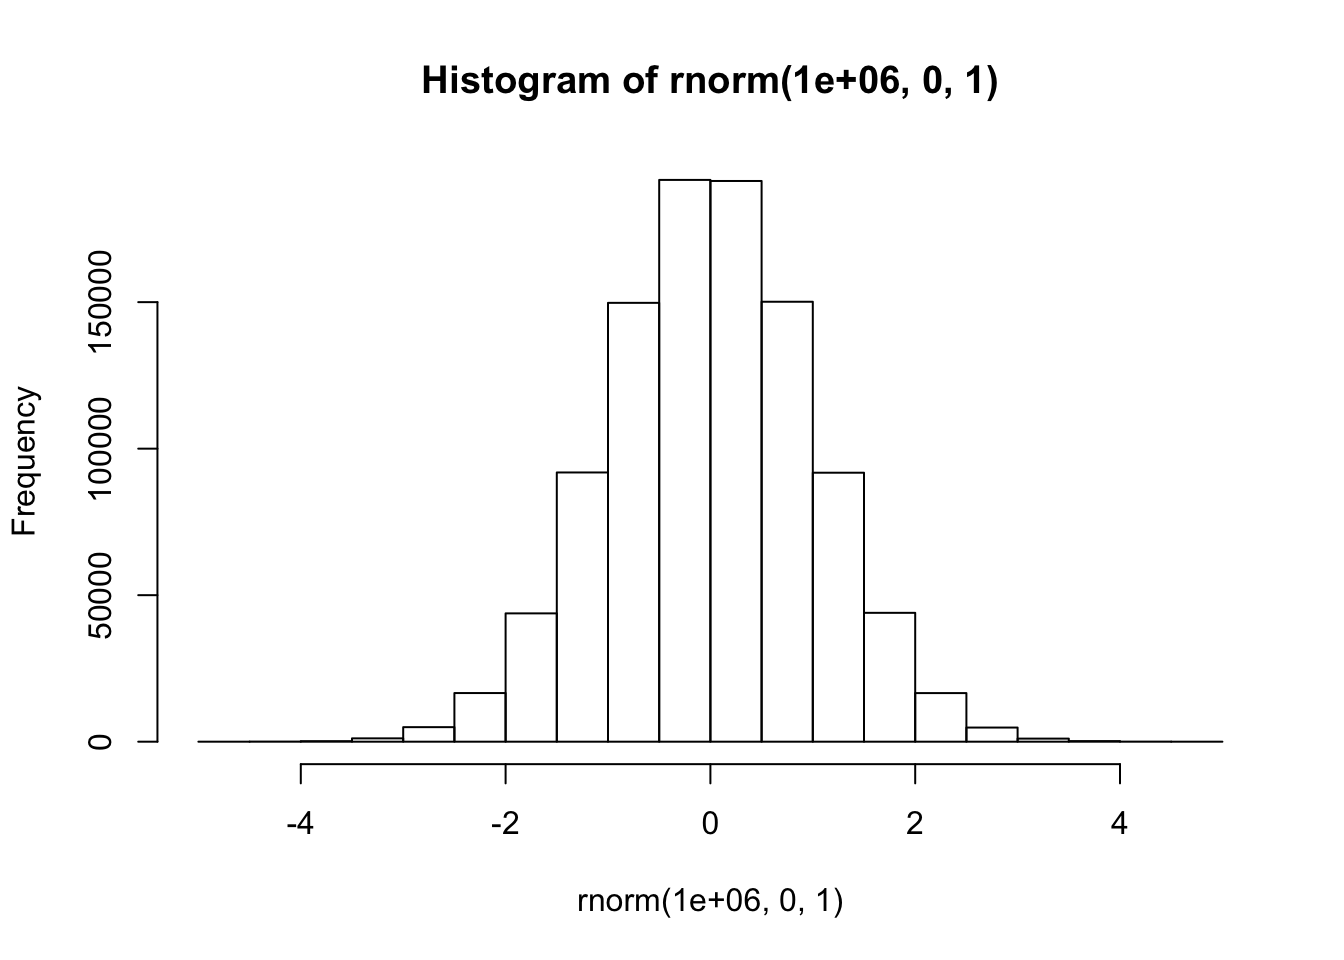 Histogram of rnorm(1e+06, 0, 1)
Frequency
150000
100000
50000
0
-4 -2 0 2 4
rnorm(1e+06, 0, 1)